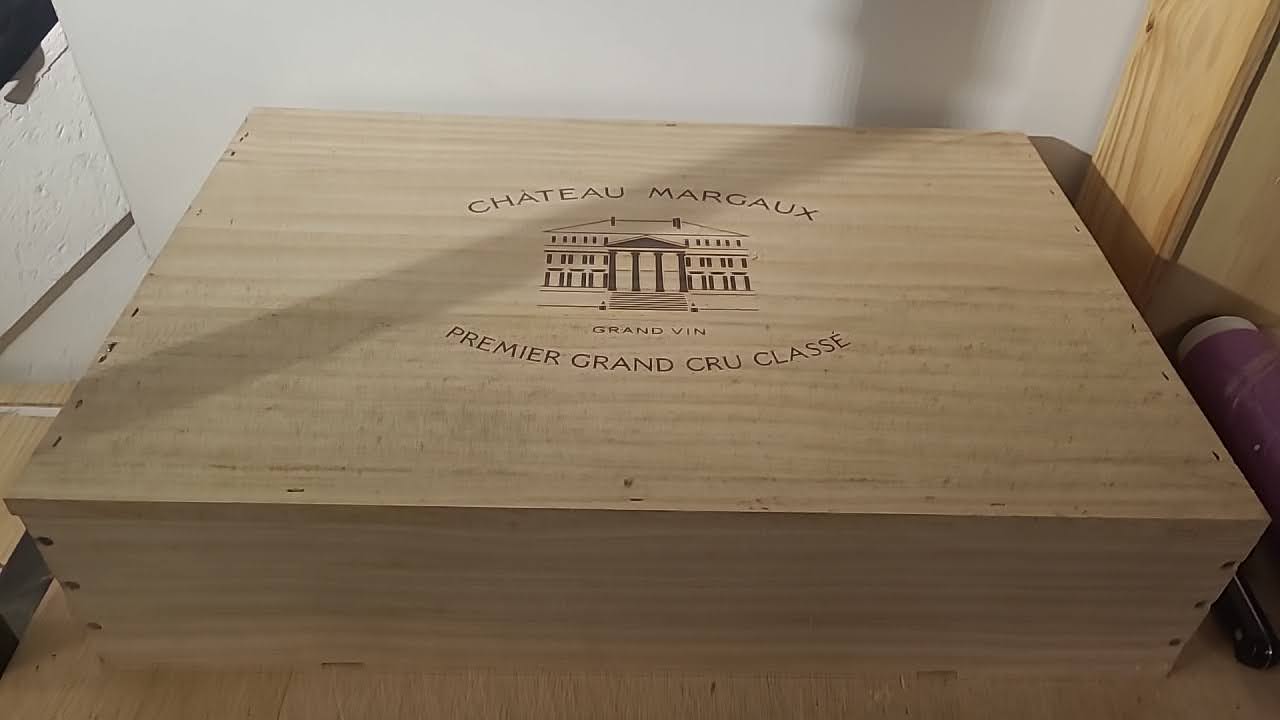 CHÂTEAU MARGAUX
GRAND VIN
PREMIER GRAND CRU CLASSÉ